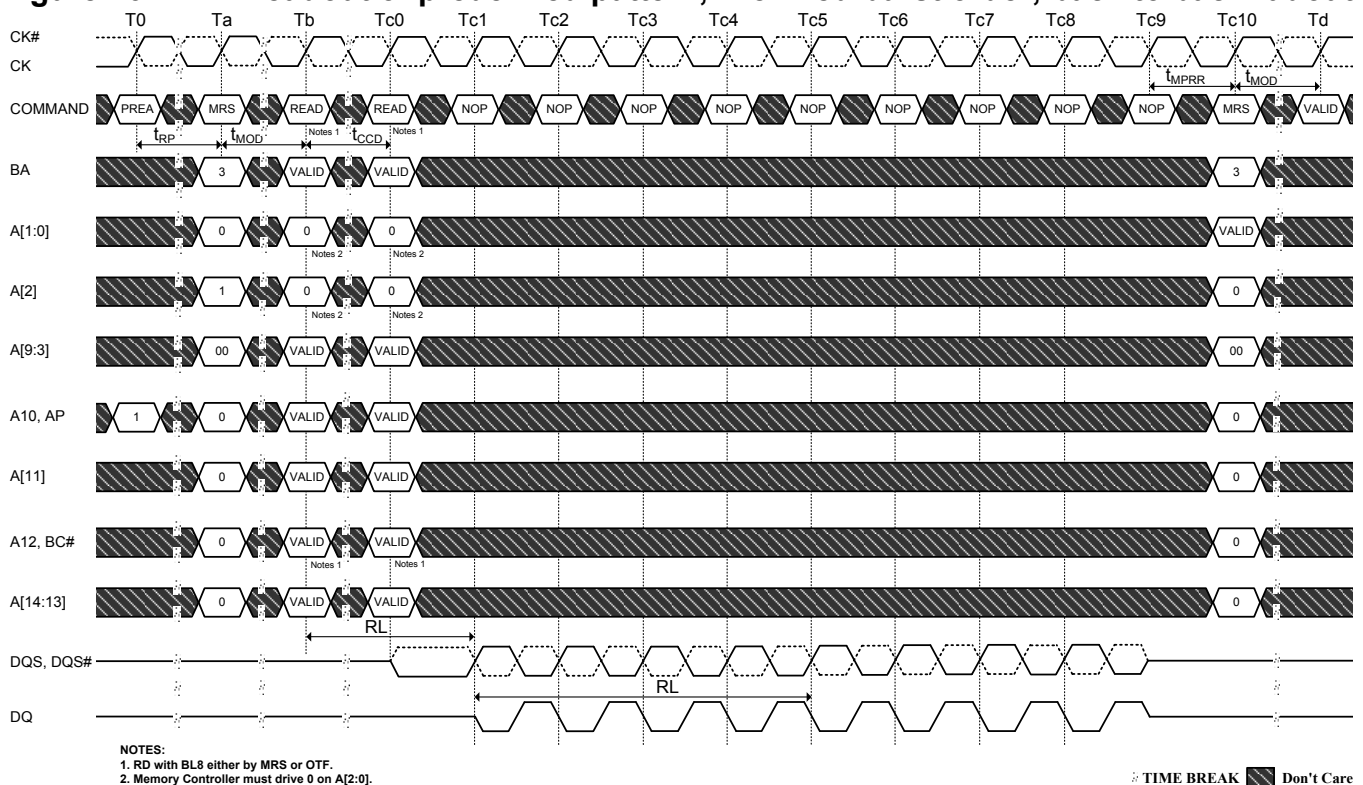 T0 Ta Tb Tc0 Tc1 Tc2 Tc3 Tc4 Tc5 Tc6 Tc7 Tc8 Tc9 Tc10 Td
CK#
CK
tMPRR tMOD
COMMAND PREA MRS READ READ NOP NOP NOP NOP NOP NOP NOP NOP NOP MRS VALID
Notes 1 Notes 1
tRP tMOD tCCD
BA 3 VALID VALID 3
A[1:0] 0 0 0 VALID
Notes 2 Notes 2
A[2] 1 0 0 0
Notes 2 Notes 2
A[9:3] 00 VALID VALID 00
A10, AP 1 0 VALID VALID 0
A[11] 0 VALID VALID 0
A12, BC# 0 VALID VALID 0
Notes 1 Notes 1
A[14:13] 0 VALID VALID 0
RL
DQS, DQS#
RL
DQ
NOTES:
1. RD with BL8 either by MRS or OTF.
2. Memory Controller must drive 0 on A[2:0].
TIME BREAK Don't Care